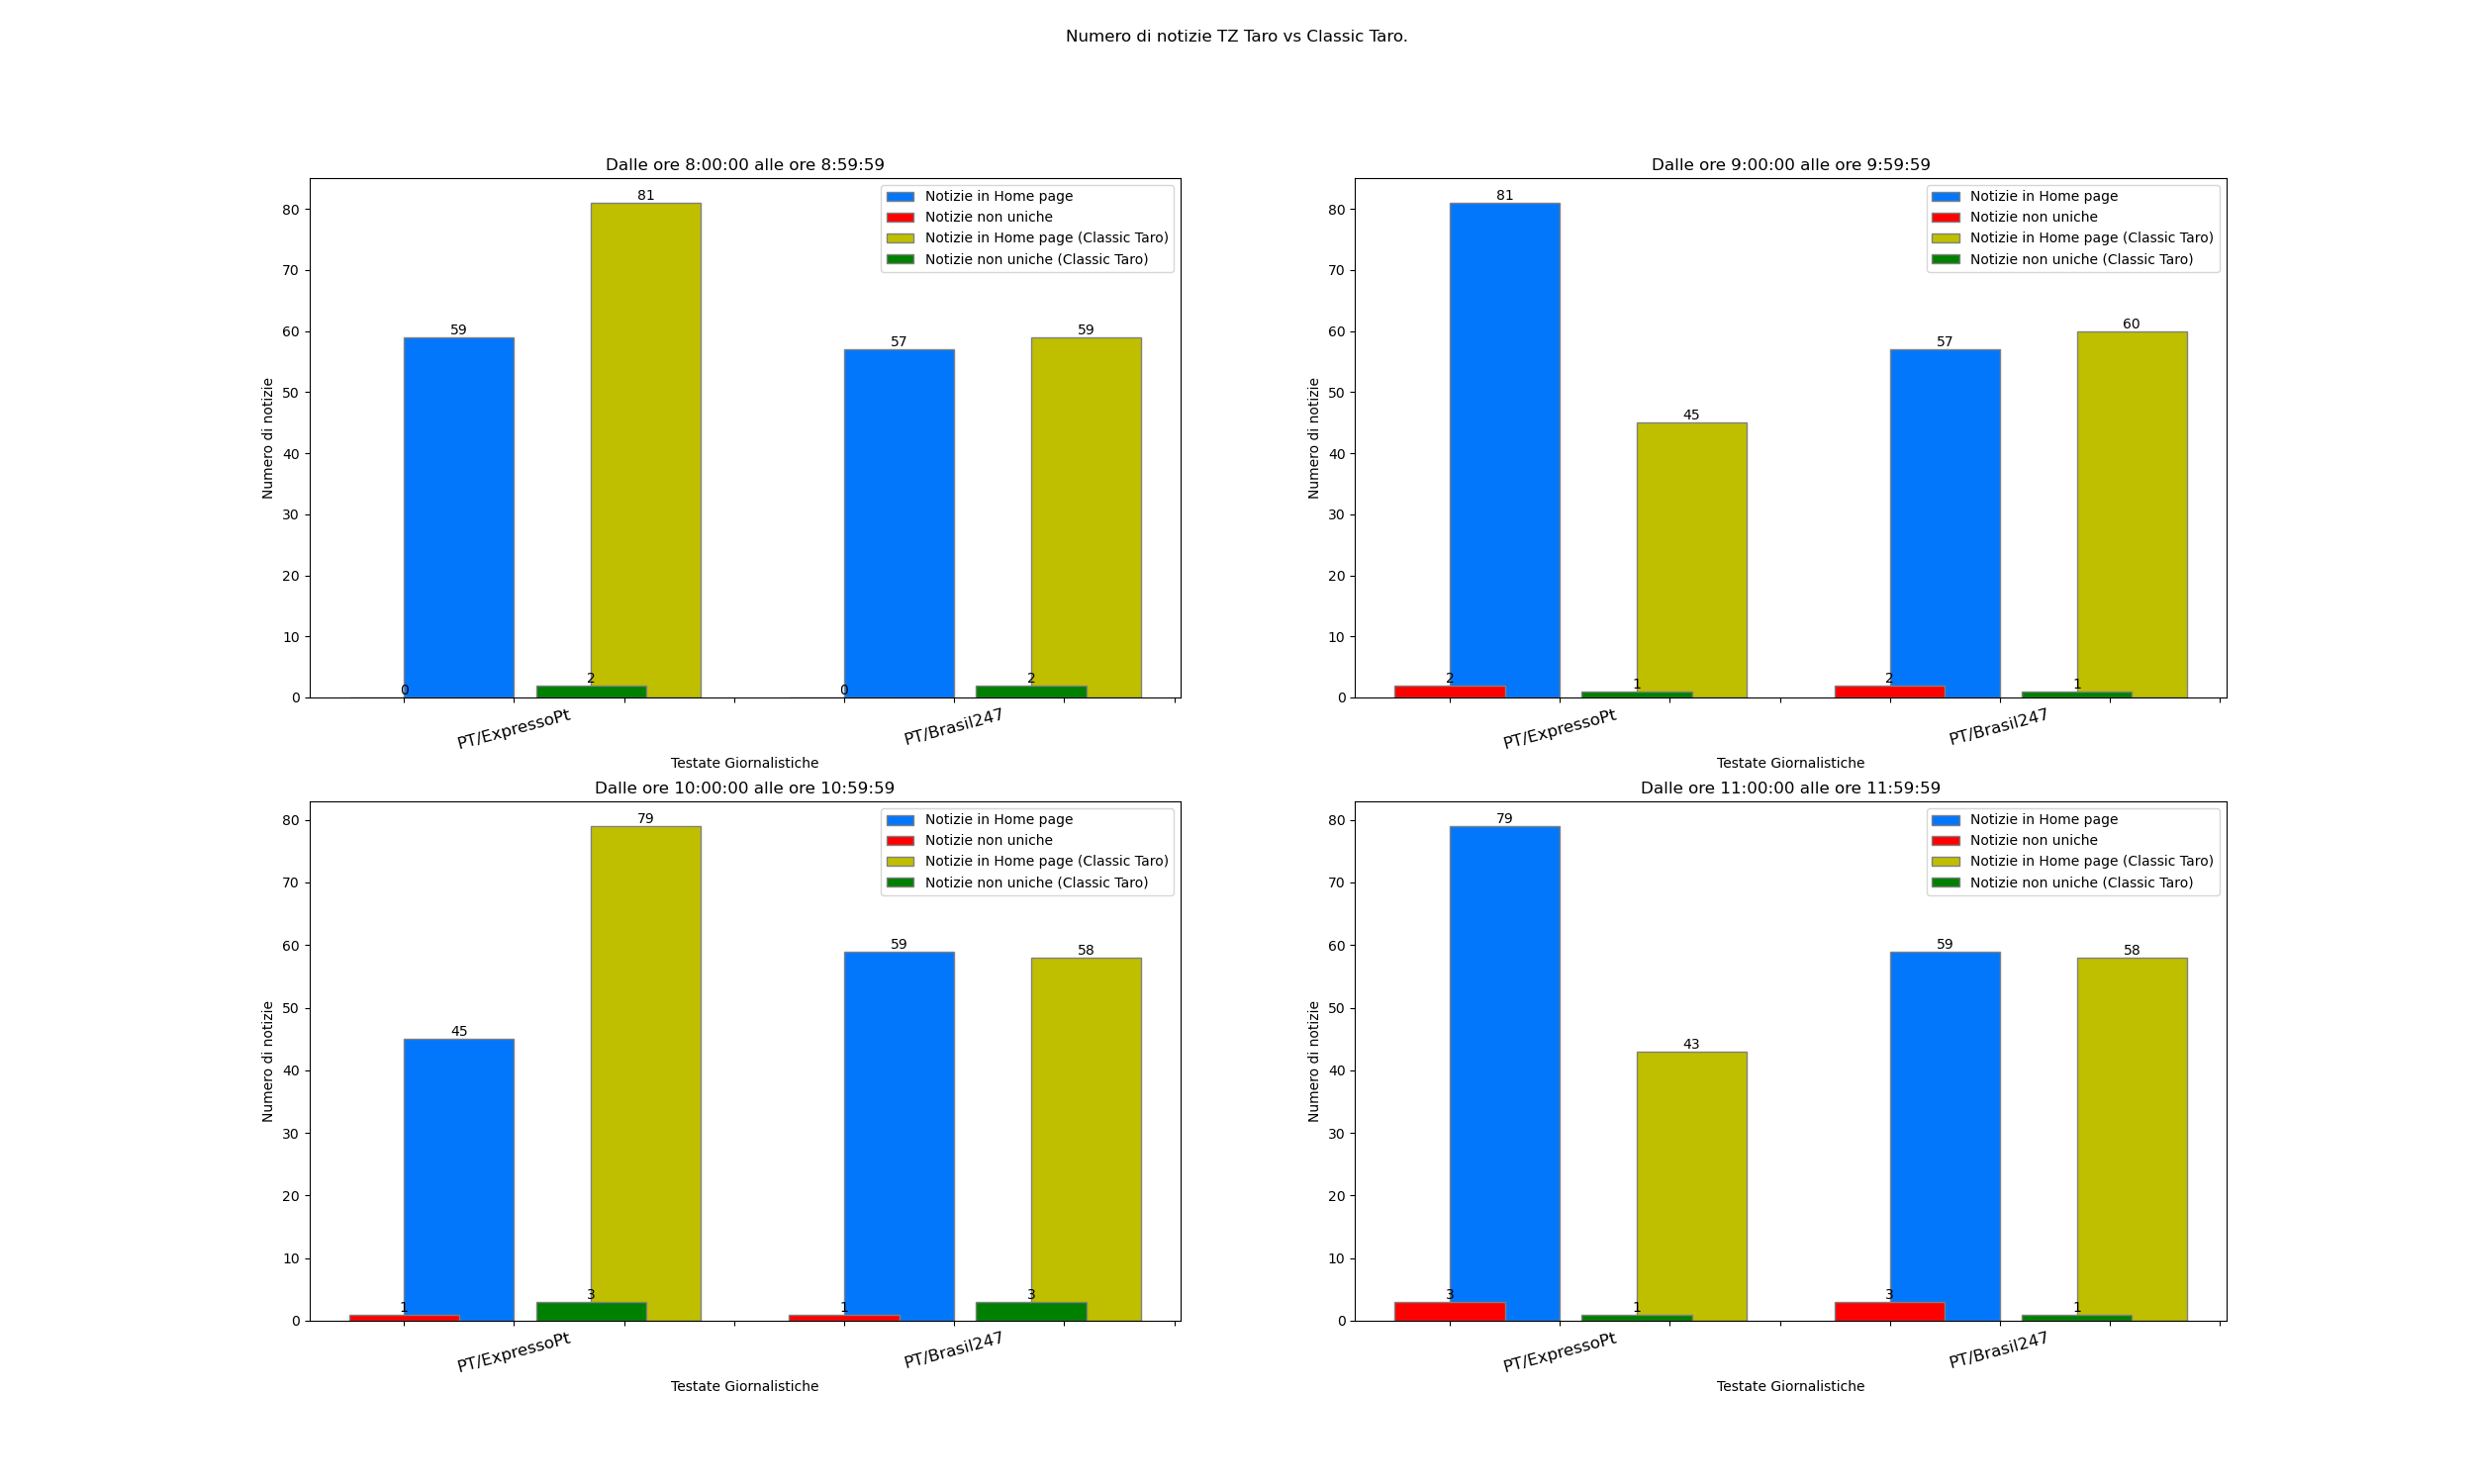 Numero di notizie TZ Taro vs Classic Taro.
Dalle ore 8:00:00 alle ore 8:59:59
Numero di notizie
80
70
60
50
40
30
20
10
0
59
81
57
59
0
2
0
2
Notizie in Home page
Notizie non uniche
Notizie in Home page (Classic Taro)
Notizie non uniche (Classic Taro)
PT/ExpressoPt
PT/Brasil247
Testate Giornalistiche
Dalle ore 9:00:00 alle ore 9:59:59
Numero di notizie
80
70
60
50
40
30
20
10
0
81
45
57
60
2
1
2
1
Notizie in Home page
Notizie non uniche
Notizie in Home page (Classic Taro)
Notizie non uniche (Classic Taro)
PT/ExpressoPt
PT/Brasil247
Testate Giornalistiche
Dalle ore 10:00:00 alle ore 10:59:59
Numero di notizie
80
70
60
50
40
30
20
10
0
45
79
59
58
1
3
1
3
Notizie in Home page
Notizie non uniche
Notizie in Home page (Classic Taro)
Notizie non uniche (Classic Taro)
PT/ExpressoPt
PT/Brasil247
Testate Giornalistiche
Dalle ore 11:00:00 alle ore 11:59:59
Numero di notizie
80
70
60
50
40
30
20
10
0
79
43
59
58
3
1
3
1
Notizie in Home page
Notizie non uniche
Notizie in Home page (Classic Taro)
Notizie non uniche (Classic Taro)
PT/ExpressoPt
PT/Brasil247
Testate Giornalistiche